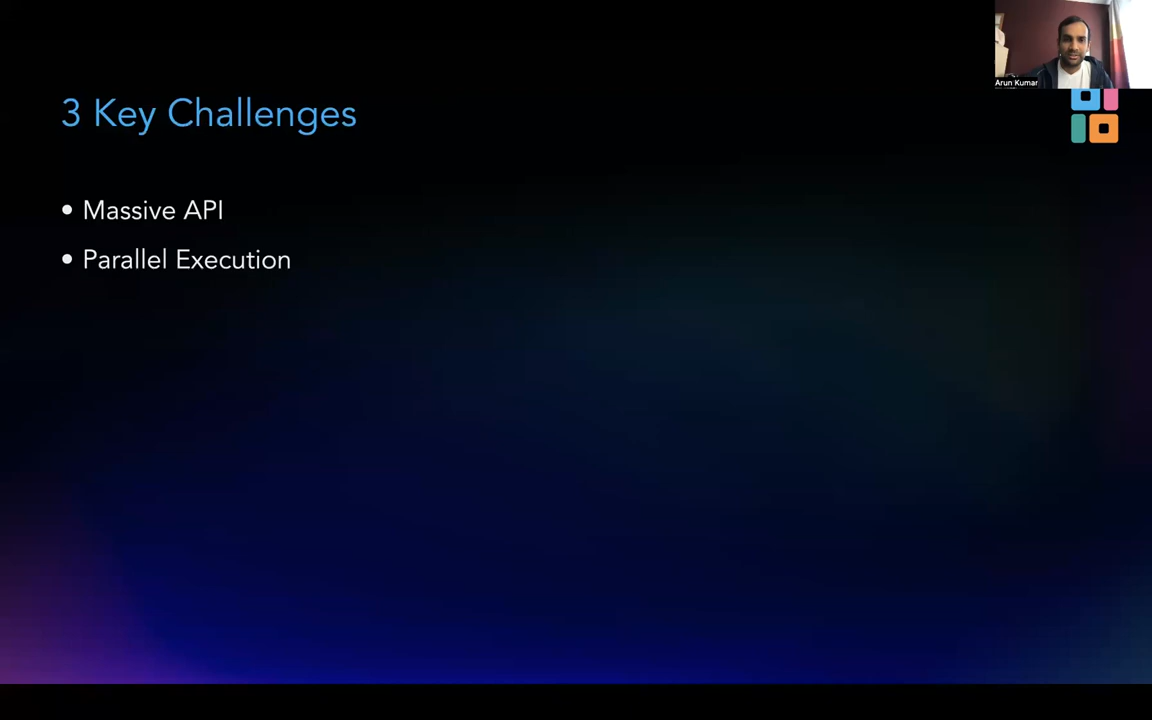 Arun Kumar
3 Key Challenges
• Massive API
• Parallel Execution